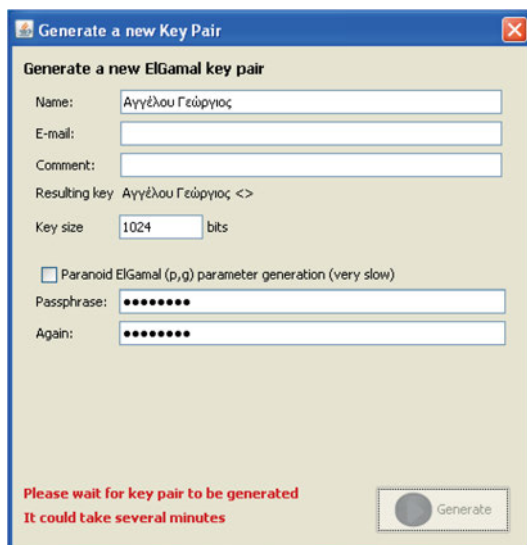 Generate a new Key Pair
Generate a new ElGamal key pair
Name: Αγγέλου Γεώργιος
E-mail:
Comment:
Resulting key Αγγέλου Γεώργιος <>
Key size 1024 bits
Paranoid ElGamal (p,g) parameter generation (very slow)
Passphrase: ●●●●●●●●
Again: ●●●●●●●●
Please wait for key pair to be generated
It could take several minutes
Generate